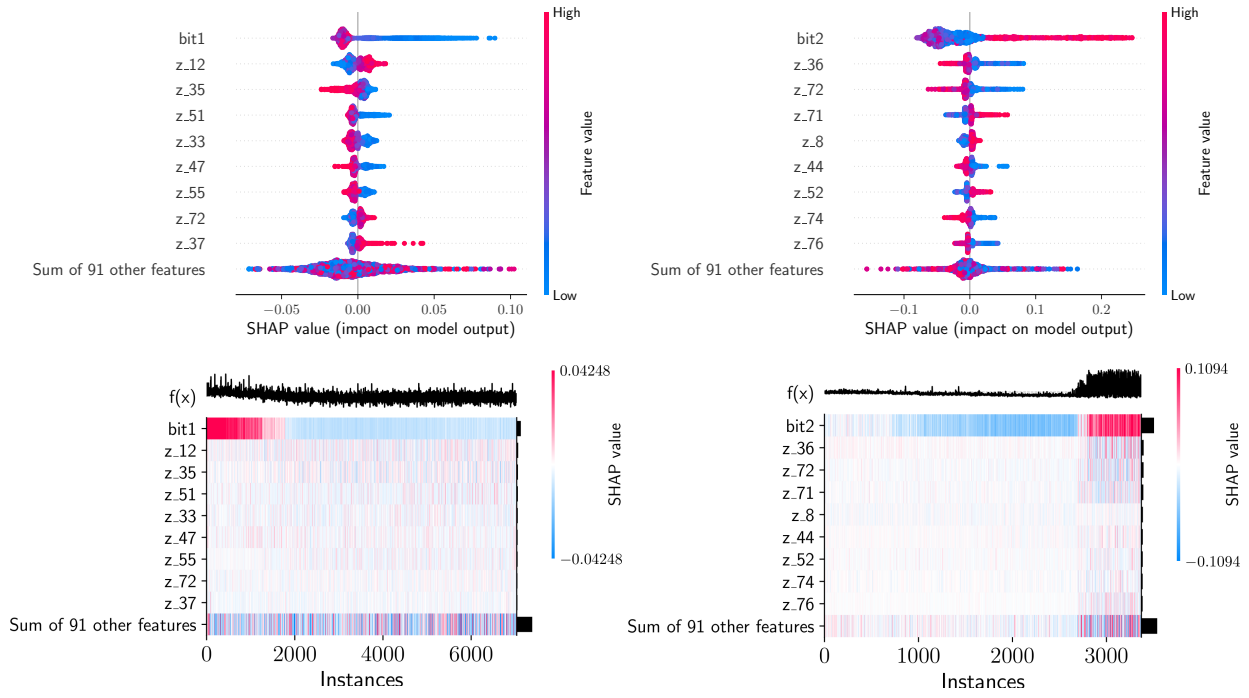 High
bit1
z_12
z_35
z_51
z_33
z_47
z_55
z_72
z_37
Sum of 91 other features
Low
Feature value
−0.05
0.00
0.05
0.10
SHAP value (impact on model output)
High
bit2
z_36
z_72
z_71
z_8
z_44
z_52
z_74
z_76
Sum of 91 other features
Low
Feature value
−0.1
0.0
0.1
0.2
SHAP value (impact on model output)
f(x)
bit1
z_12
z_35
z_51
z_33
z_47
z_55
z_72
z_37
Sum of 91 other features
0
2000
4000
6000
Instances
0.04248
−0.04248
SHAP value
f(x)
bit2
z_36
z_72
z_71
z_8
z_44
z_52
z_74
z_76
Sum of 91 other features
0
1000
2000
3000
Instances
0.1094
−0.1094
SHAP value